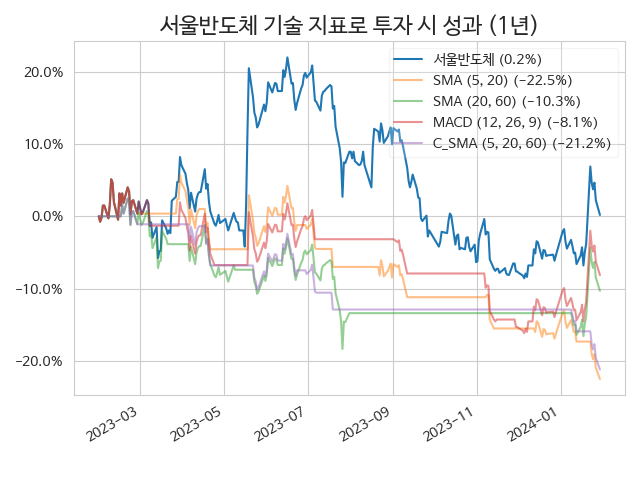 서울반도체 기술 지표로 투자 시 성과 (1년)
서울반도체 (0.2%)
SMA (5, 20) (−22.5%)
SMA (20, 60) (−10.3%)
MACD (12, 26, 9) (−8.1%)
C_SMA (5, 20, 60) (−21.2%)
20.0%
10.0%
0.0%
−10.0%
−20.0%
2023−03
2023−05
2023−07
2023−09
2023−11
2024−01